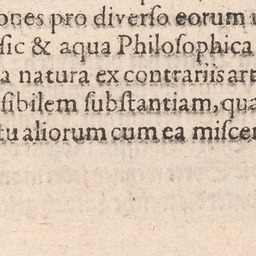 ones pro diverſo eorum
ſic & aqua Philoſophica
a natura ex contrariis art
ſibilem ſubſtantiam, qua
tu aliorum cum ea miſcen